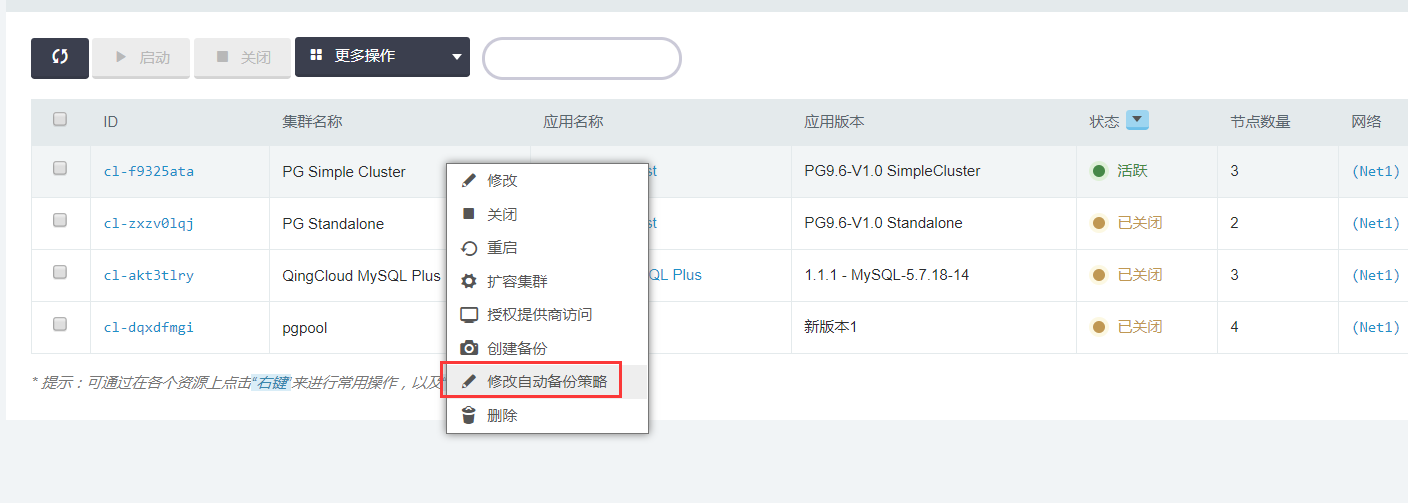 启动 关闭 更多操作
ID 集群名称 应用名称 应用版本 状态 节点数量 网络
cl-f9325ata PG Simple Cluster st PG9.6-V1.0 SimpleCluster 活跃 3 (Net1)
修改
cl-zxzv0lqj PG Standalone st PG9.6-V1.0 Standalone 已关闭 2 (Net1)
关闭
重启
cl-akt3tlry QingCloud MySQL Plus QL Plus 1.1.1 - MySQL-5.7.18-14 已关闭 3 (Net1)
扩容集群
授权提供商访问
cl-dqxdfmgi pgpool 新版本1 已关闭 4 (Net1)
创建备份
* 提示：可通过在各个资源上点击“右键”来进行常用操作，以及
修改自动备份策略
删除